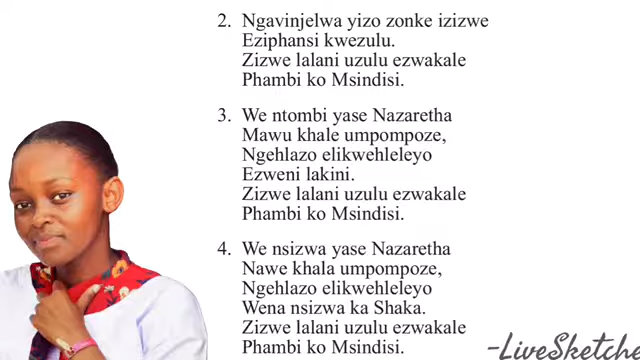 2. Ngavinjelwa yizo zonke izizwe
Eziphansi kwezulu.
Zizwe lalani uzulu ezwakale
Phambi ko Msindisi.
3. We ntombi yase Nazaretha
Mawu khale umpompoze,
Ngehlazo elikwehleleyo
Ezweni lakini.
Zizwe lalani uzulu ezwakale
Phambi ko Msindisi.
4. We nsizwa yase Nazaretha
Nawe khala umpompoze,
Ngehlazo elikwehleleyo
Wena nsizwa ka Shaka.
Zizwe lalani uzulu ezwakale
Phambi ko Msindisi.
-LiveSketche